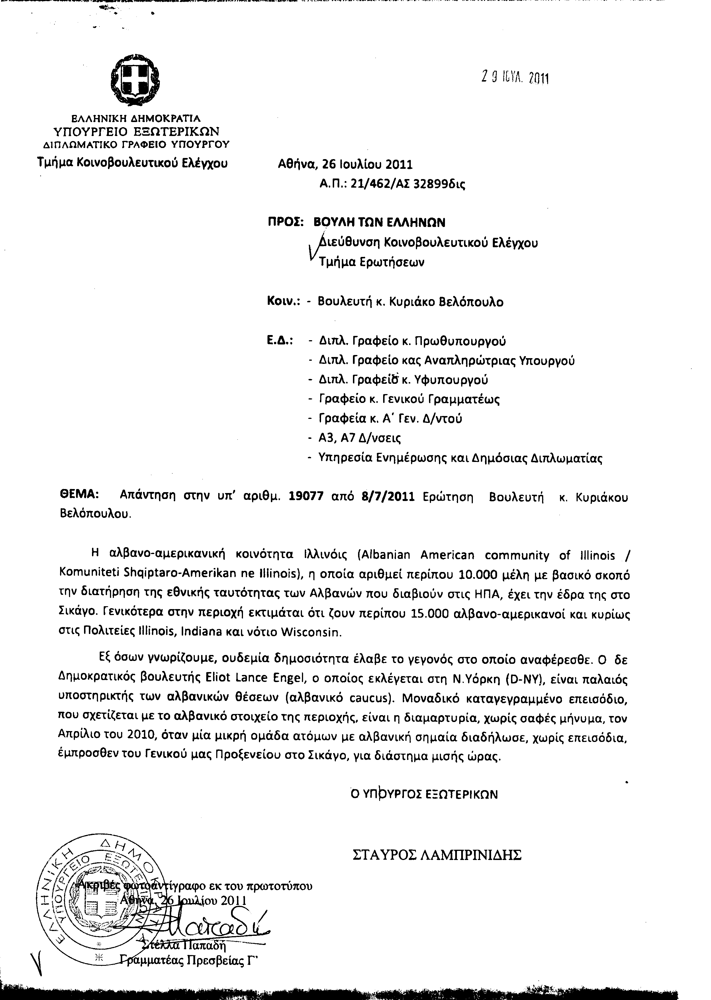 29 ΙΟΥΛ. 2011
ΕΛΛΗΝΙΚΗ ΔΗΜΟΚΡΑΤΙΑ
ΥΠΟΥΡΓΕΙΟ ΕΞΩΤΕΡΙΚΩΝ
ΔΙΠΛΩΜΑΤΙΚΟ ΓΡΑΦΕΙΟ ΥΠΟΥΡΓΟΥ
Τμήμα Κοινοβουλευτικού Ελέγχου
Αθήνα, 26 Ιουλίου 2011
Α.Π.: 21/462/ΑΣ 32899δις
ΠΡΟΣ: ΒΟΥΛΗ ΤΩΝ ΕΛΛΗΝΩΝ
Διεύθυνση Κοινοβουλευτικού Ελέγχου
Τμήμα Ερωτήσεων
Κοιν.: - Βουλευτή κ. Κυριάκο Βελόπουλο
Ε.Δ.: - Διπλ. Γραφείο κ. Πρωθυπουργού
- Διπλ. Γραφείο κας Αναπληρώτριας Υπουργού
- Διπλ. Γραφείο κ. Υφυπουργού
- Γραφείο κ. Γενικού Γραμματέως
- Γραφεία κ. Α΄ Γεν. Δ/ντού
- Α3, Α7 Δ/νσεις
- Υπηρεσία Ενημέρωσης και Δημόσιας Διπλωματίας
ΘΕΜΑ: Απάντηση στην υπ’ αριθμ. 19077 από 8/7/2011 Ερώτηση Βουλευτή κ. Κυριάκου
Βελόπουλου.
Η αλβανο-αμερικανική κοινότητα Ιλλινόις (Albanian American community of Illinois /
Komuniteti Shqiptaro-Amerikan ne Illinois), η οποία αριθμεί περίπου 10.000 μέλη με βασικό σκοπό
την διατήρηση της εθνικής ταυτότητας των Αλβανών που διαβιούν στις ΗΠΑ, έχει την έδρα της στο
Σικάγο. Γενικότερα στην περιοχή εκτιμάται ότι ζουν περίπου 15.000 αλβανο-αμερικανοί και κυρίως
στις Πολιτείες Illinois, Indiana και νότιο Wisconsin.
Εξ όσων γνωρίζουμε, ουδεμία δημοσιότητα έλαβε το γεγονός στο οποίο αναφέρεσθε. Ο δε
Δημοκρατικός βουλευτής Eliot Lance Engel, ο οποίος εκλέγεται στη Ν.Υόρκη (D-NY), είναι παλαιός
υποστηρικτής των αλβανικών θέσεων (αλβανικό caucus). Μοναδικό καταγεγραμμένο επεισόδιο,
που σχετίζεται με το αλβανικό στοιχείο της περιοχής, είναι η διαμαρτυρία, χωρίς σαφές μήνυμα, τον
Απρίλιο του 2010, όταν μία μικρή ομάδα ατόμων με αλβανική σημαία διαδήλωσε, χωρίς επεισόδια,
έμπροσθεν του Γενικού μας Προξενείου στο Σικάγο, για διάστημα μισής ώρας.
Ο ΥΠΟΥΡΓΟΣ ΕΞΩΤΕΡΙΚΩΝ
ΣΤΑΥΡΟΣ ΛΑΜΠΡΙΝΙΔΗΣ
ΕΛΛΗΝΙΚΗ ΔΗΜΟΚΡΑΤΙΑ
ΥΠΟΥΡΓΕΙΟ ΕΞΩΤΕΡΙΚΩΝ
Ακριβές φωτοαντίγραφο εκ του πρωτοτύπου
Αθήνα, 26 Ιουλίου 2011
Στέλλα Παπαδή
Γραμματέας Πρεσβείας Γ'